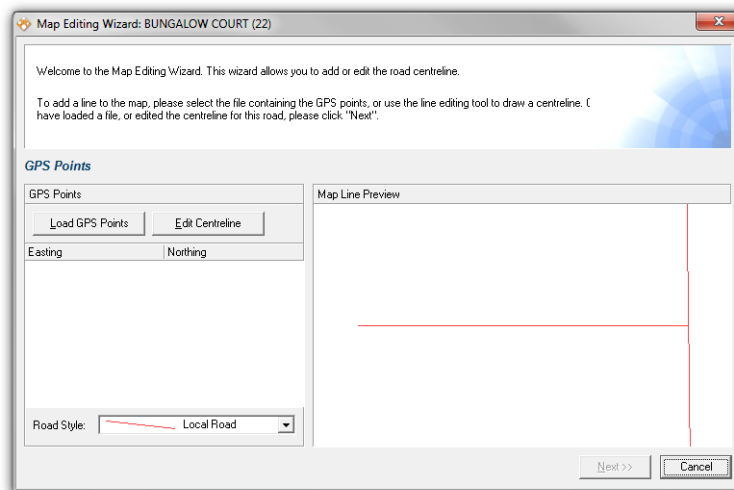 Map Editing Wizard: BUNGALOW COURT (22)
Welcome to the Map Editing Wizard. This wizard allows you to add or edit the road centreline.
To add a line to the map, please select the file containing the GPS points, or use the line editing tool to draw a centreline.
have loaded a file, or edited the centreline for this road, please click "Next".
GPS Points
GPS Points
Map Line Preview
Load GPS Points Edit Centreline
Easting Northing
Road Style: Local Road
Next >> Cancel